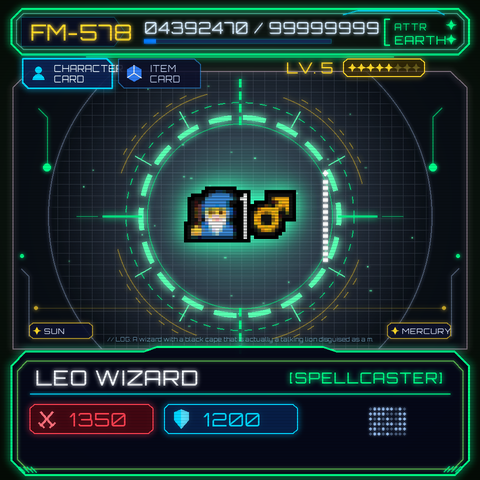 FM-578
04392470 / 99999999
ATTR
EARTH
CHARACTER
CARD
ITEM
CARD
LV.5
SUN
MERCURY
// LOG: A wizard with a black cape that is actually a talking lion disguised as a m
LEO WIZARD
[SPELLCASTER]
1350
1200